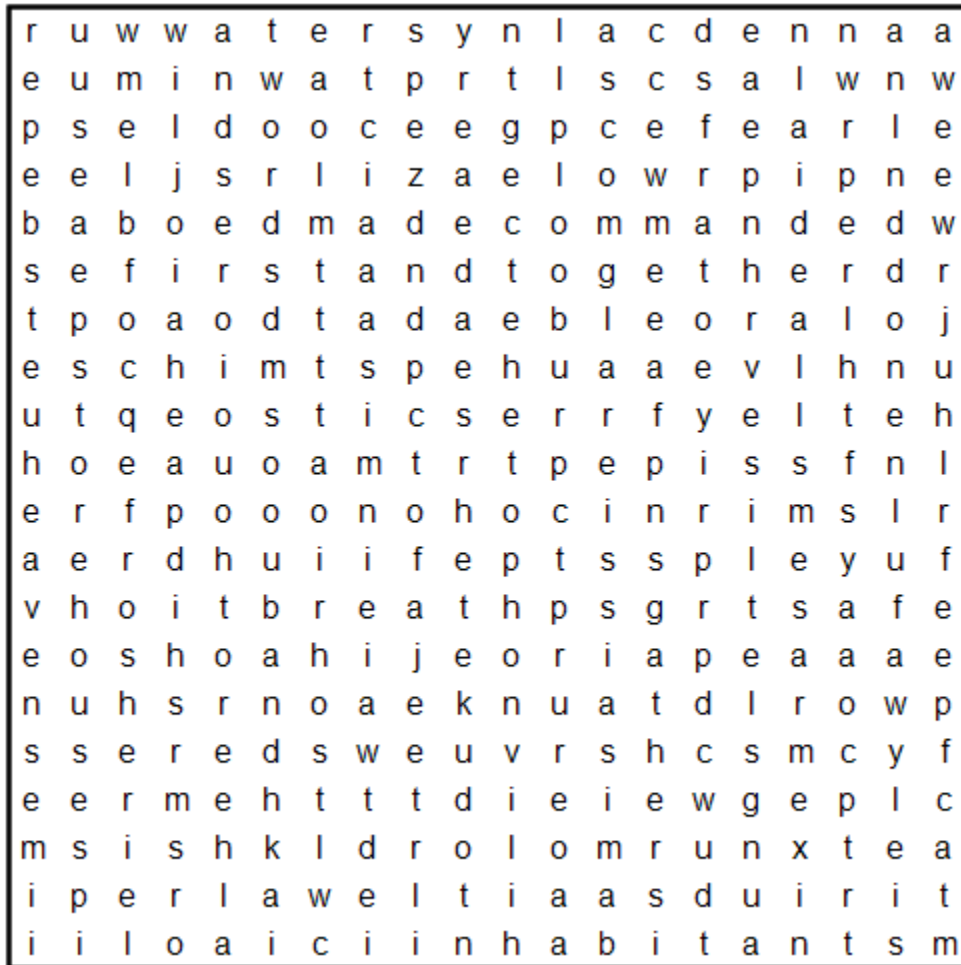 r u w w a t e r s y n l a c d e n n a a
e u m i n w a t p r t l s c s a l w n w
p s e l d o o c e e g p c e f e a r l e
e e l j s r l i z a e l o w r p i p n e
b a b o e d m a d e c o m m a n d e d w
s e f i r s t a n d t o g e t h e r d r
t p o a o d t a d a e b l e o r a l o j
e s c h i m t s p e h u a a e v l h n u
u t q e o s t i c s e r r f y e l t e h
h o e a u o a m t r t p e p i s s f n l
e r f p o o o n o h o c i n r i m s l r
a e r d h u i i f e p t s s p l e y u f
v h o i t b r e a t h p s g r t s a f e
e o s h o a h i j e o r i a p e a a a e
n u h s r n o a e k n u a t d l r o w p
s s e r e d s w e u v r s h c s m c y f
e e r m e h t t t d i e i e w g e p l c
m s i s h k l d r o l o m r u n x t e a
i p e r l a w e l t i a a s d u i r i t
i i l o a i c i i n h a b i t a n t s m